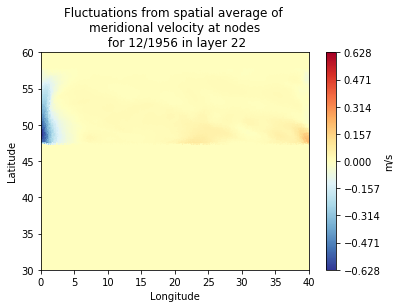 Fluctuations from spatial average of
meridional velocity at nodes
for 12/1956 in layer 22
60
55
50
45
40
35
30
Latitude
0 5 10 15 20 25 30 35 40
Longitude
0.628
0.471
0.314
0.157
0.000
−0.157
−0.314
−0.471
−0.628
m/s